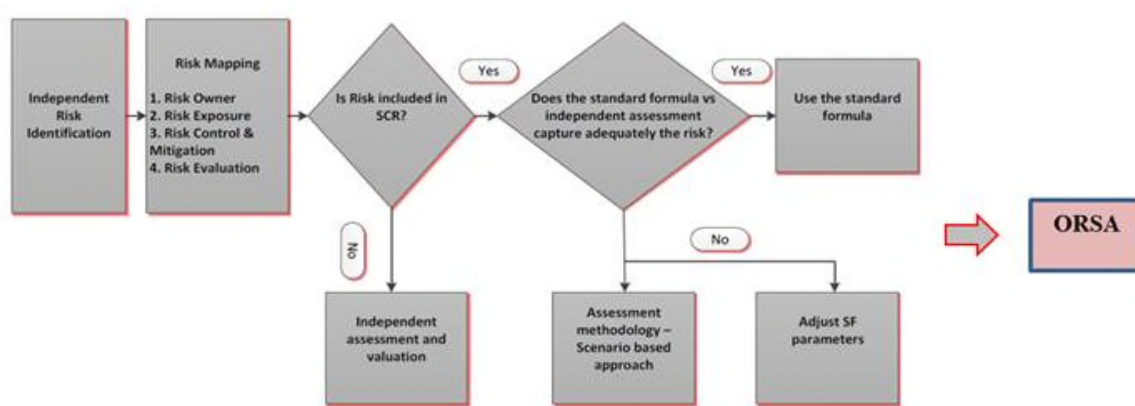 Independent
Risk
Identification
Risk Mapping
1. Risk Owner
2. Risk Exposure
3. Risk Control &
Mitigation
4. Risk Evaluation
Is Risk included in
SCR?
Yes
Does the standard formula vs
independent assessment
capture adequately the risk?
Yes
Use the standard
formula
ORSA
No
No
Independent
assessment and
valuation
Assessment
methodology –
Scenario based
approach
Adjust SF
parameters